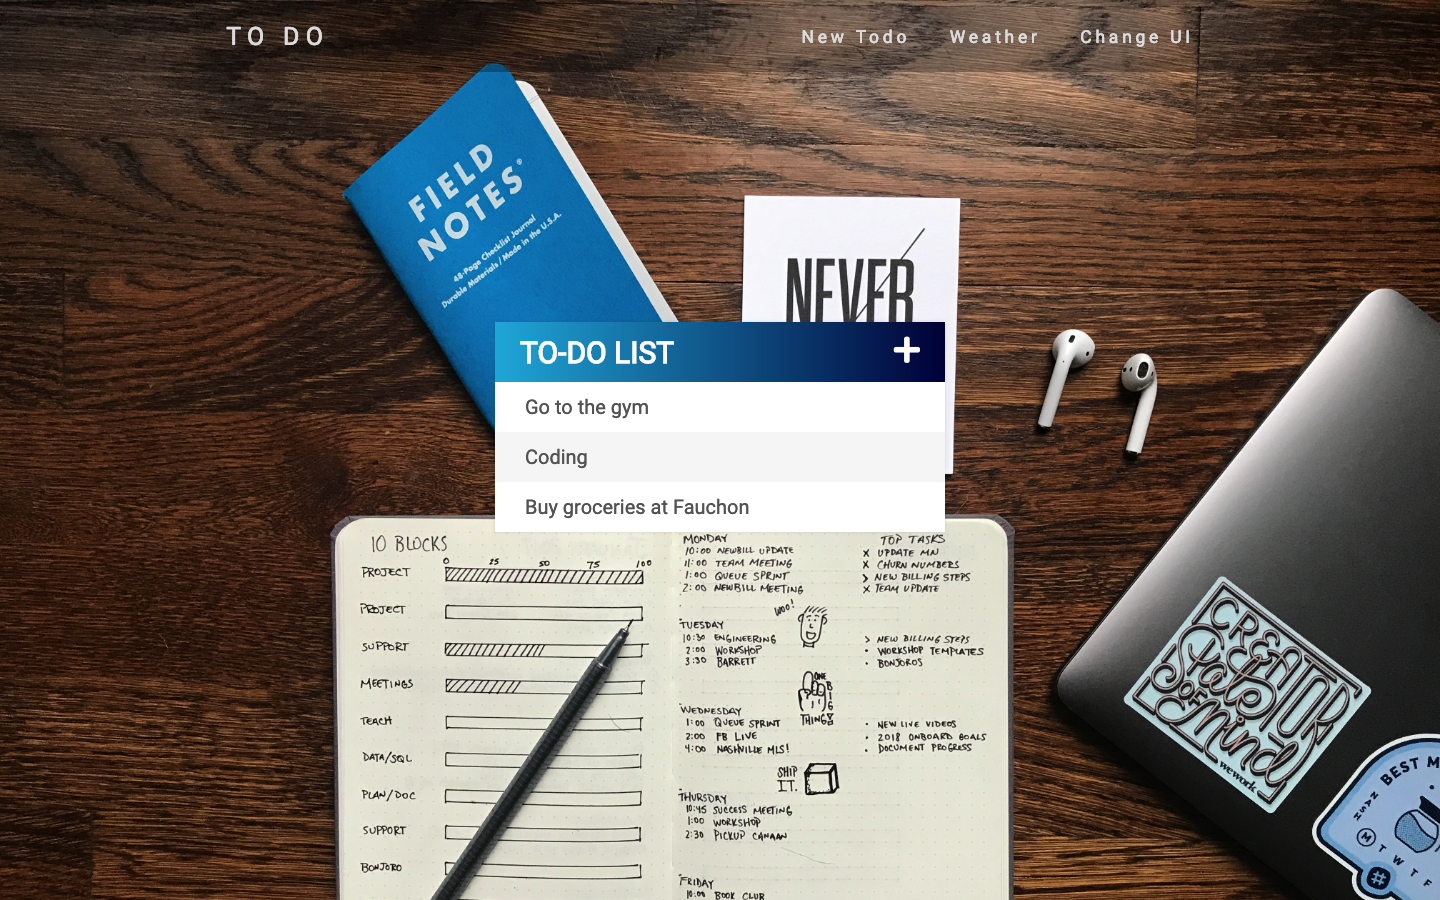 TO DO
New Todo
Weather
Change UI
FIELD
NOTES®
48-Page Checklist Journal
Durable Materials / Made in the U.S.A.
NEVER
TO-DO LIST
Go to the gym
Coding
Buy groceries at Fauchon
10 BLOCKS
0 25 50 75 100
PROJECT
PROJECT
SUPPORT
MEETINGS
TEACH
DATA/SQL
PLAN/DOC
SUPPORT
BONJORO
MONDAY
10:00 NEWBILL UPDATE
11:00 TEAM MEETING
1:00 QUEUE SPRINT
2:00 NEWBILL MEETING
WOO!
TUESDAY
10:30 ENGINEERING
2:00 WORKSHOP
3:30 BARRETT
ONE
BIG
THING
WEDNESDAY
1:00 QUEUE SPRINT
2:00 FB LIVE
4:00 NASHVILLE MLS!
SHIP
IT.
THURSDAY
10:45 SUCCESS MEETING
1:00 WORKSHOP
2:30 PICKUP CANAAN
FRIDAY
10:00 BOOK CLUB
TOP TASKS
X UPDATE MN
X CHURN NUMBERS
> NEW BILLING STEPS
X TEAM UPDATE
> NEW BILLING STEPS
• WORKSHOP TEMPLATES
• BONJOROS
• NEW LIVE VIDEOS
• 2018 ONBOARD GOALS
• DOCUMENT PROGRESS
CREATOR
State
OF
Mind
wework
BEST M
NASH
M T W T F
#